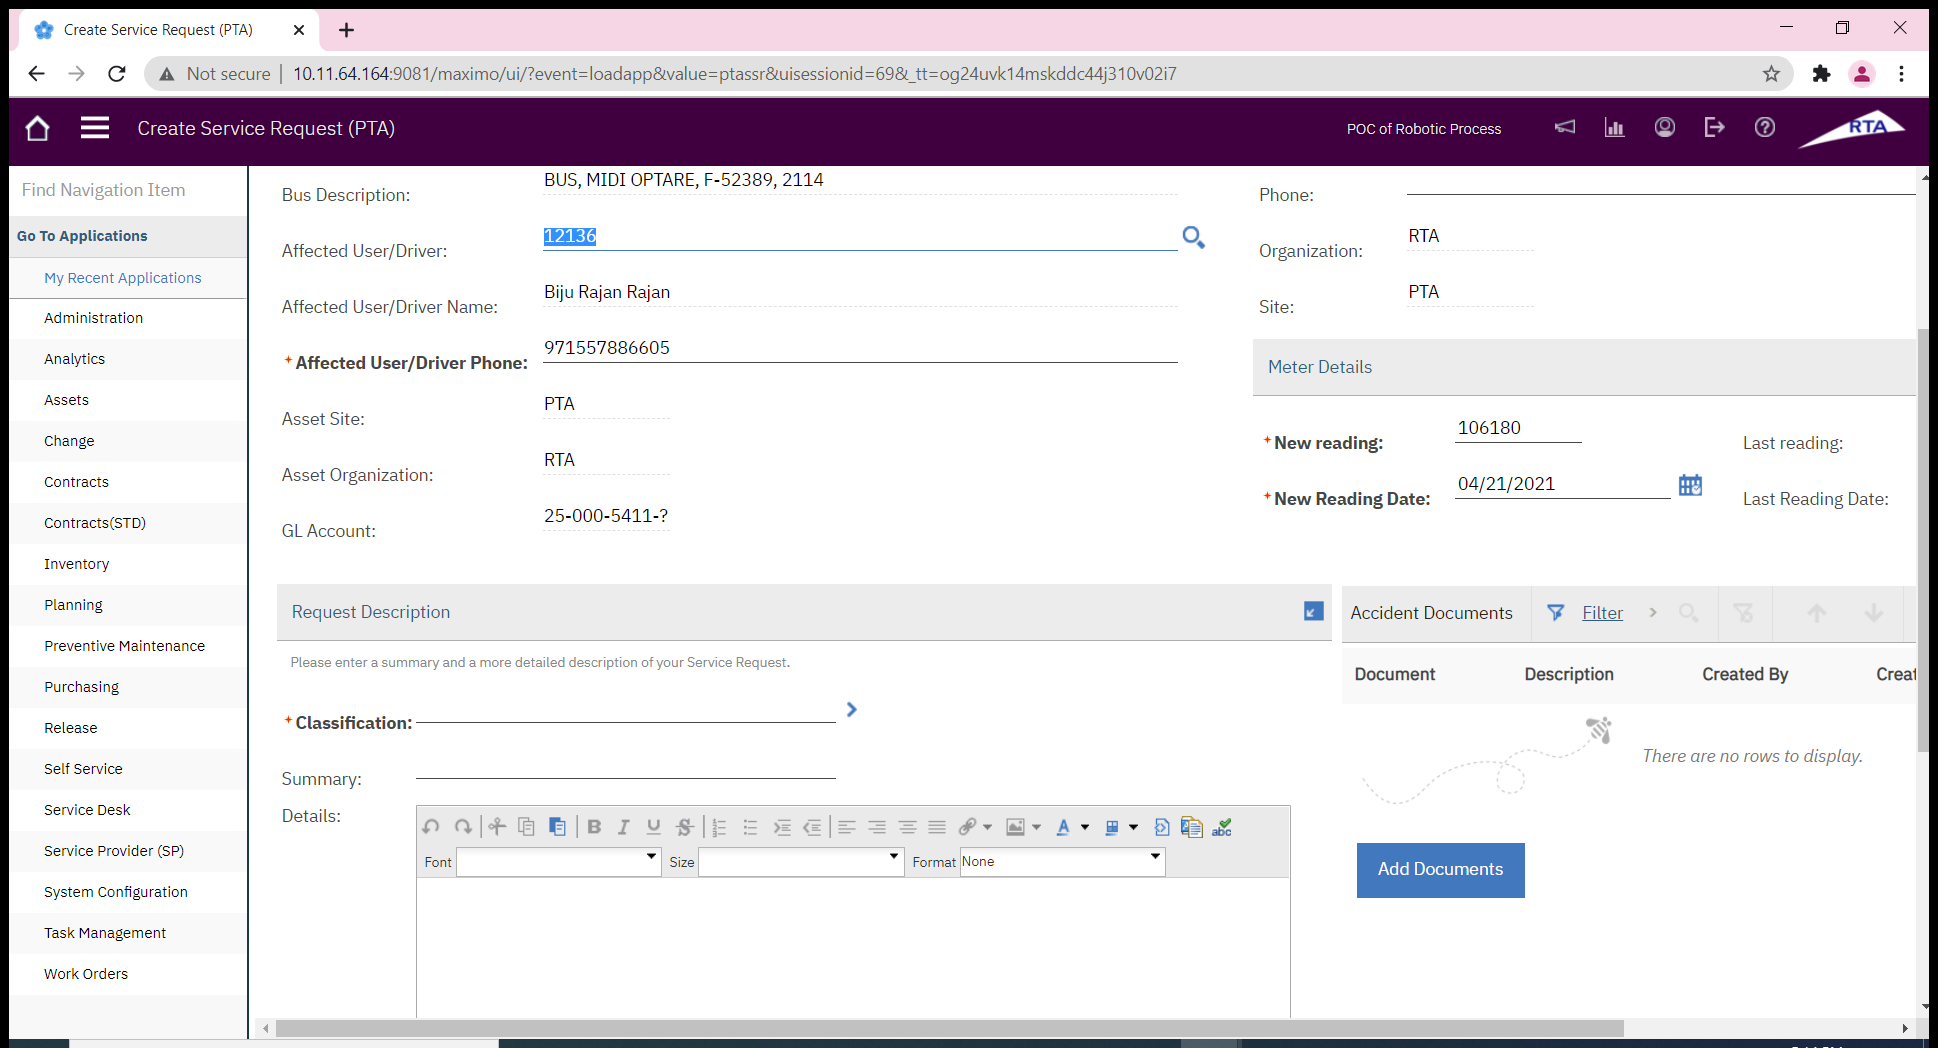 Create Service Request (PTA)
Not secure | 10.11.64.164:9081/maximo/ui/?event=loadapp&value=ptassr&uisessionid=69&_tt=og24uvk14mskddc44j310v02i7
Create Service Request (PTA)
POC of Robotic Process
RTA
Find Navigation Item
Go To Applications
My Recent Applications
Administration
Analytics
Assets
Change
Contracts
Contracts(STD)
Inventory
Planning
Preventive Maintenance
Purchasing
Release
Self Service
Service Desk
Service Provider (SP)
System Configuration
Task Management
Work Orders
Bus Description: BUS, MIDI OPTARE, F-52389, 2114
Affected User/Driver: 12136
Affected User/Driver Name: Biju Rajan Rajan
* Affected User/Driver Phone: 971557886605
Asset Site: PTA
Asset Organization: RTA
GL Account: 25-000-5411-?
Phone:
Organization: RTA
Site: PTA
Meter Details
* New reading: 106180 Last reading:
* New Reading Date: 04/21/2021 Last Reading Date:
Request Description
Please enter a summary and a more detailed description of your Service Request.
* Classification:
Summary:
Details:
abc
Font Size Format None
Accident Documents Filter
Document Description Created By Creat
There are no rows to display.
Add Documents